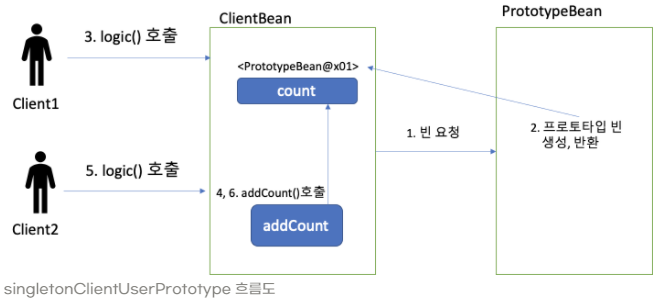 ClientBean
PrototypeBean
3. logic() 호출
<PrototypeBean@x01>
count
Client1
1. 빈 요청
2. 프로토타입 빈
생성, 반환
5. logic() 호출
4, 6. addCount()호출
addCount
Client2
singletonClientUserPrototype 흐름도